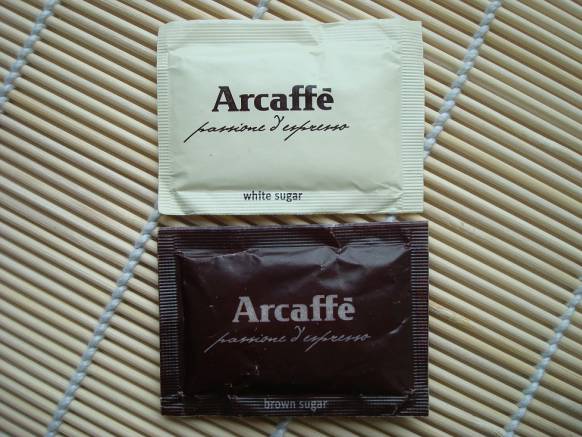 Arcaffē
passione d'espresso
white sugar
Arcaffē
passione d'espresso
brown sugar